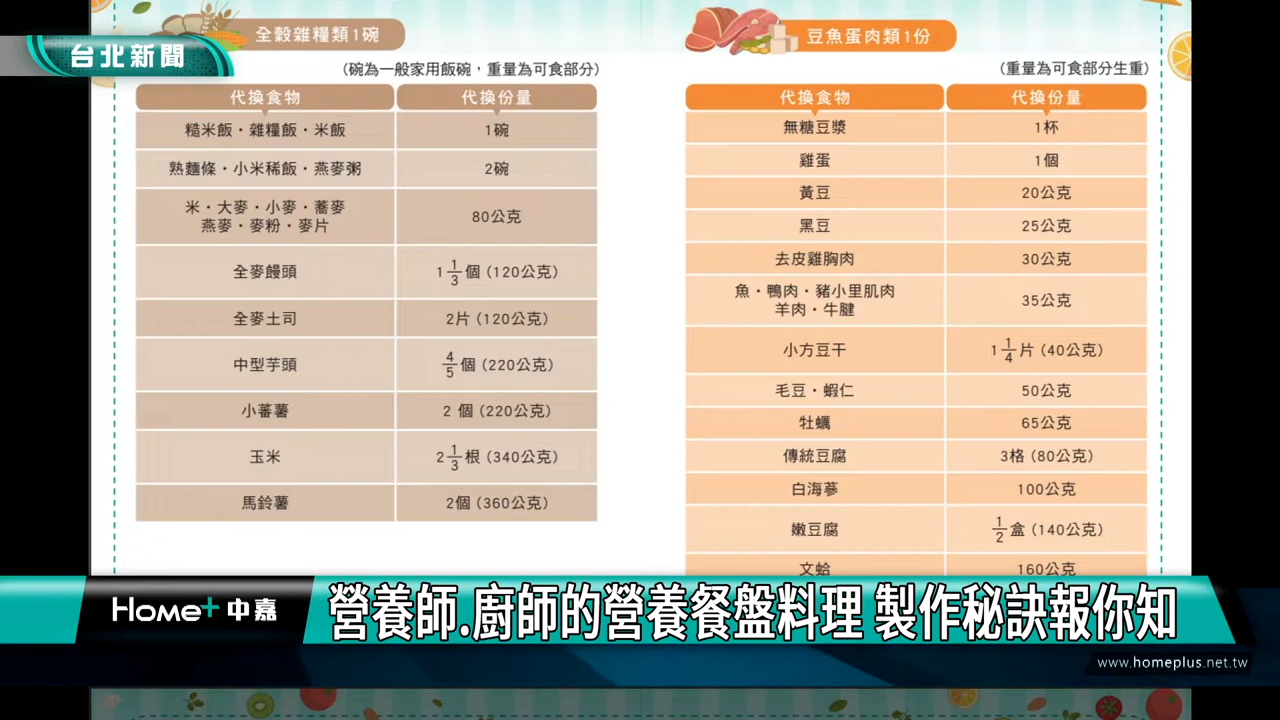 台北新聞
全穀雜糧類1碗
(碗為一般家用飯碗，重量為可食部分)
代換食物 代換份量
糙米飯・雜糧飯・米飯 1碗
熟麵條・小米稀飯・燕麥粥 2碗
米・大麥・小麥・蕎麥
燕麥・麥粉・麥片 80公克
全麥饅頭 1 1/3 個 (120公克)
全麥土司 2片 (120公克)
中型芋頭 4/5 個 (220公克)
小蕃薯 2 個 (220公克)
玉米 2 1/3 根 (340公克)
馬鈴薯 2個 (360公克)
豆魚蛋肉類1份
(重量為可食部分生重)
代換食物 代換份量
無糖豆漿 1杯
雞蛋 1個
黃豆 20公克
黑豆 25公克
去皮雞胸肉 30公克
魚・鴨肉・豬小里肌肉
羊肉・牛腱 35公克
小方豆干 1 1/4 片 (40公克)
毛豆・蝦仁 50公克
牡蠣 65公克
傳統豆腐 3格 (80公克)
白海蔘 100公克
嫩豆腐 1/2 盒 (140公克)
文蛤 160公克
Home+ 中嘉
營養師.廚師的營養餐盤料理 製作秘訣報你知
www.homeplus.net.tw